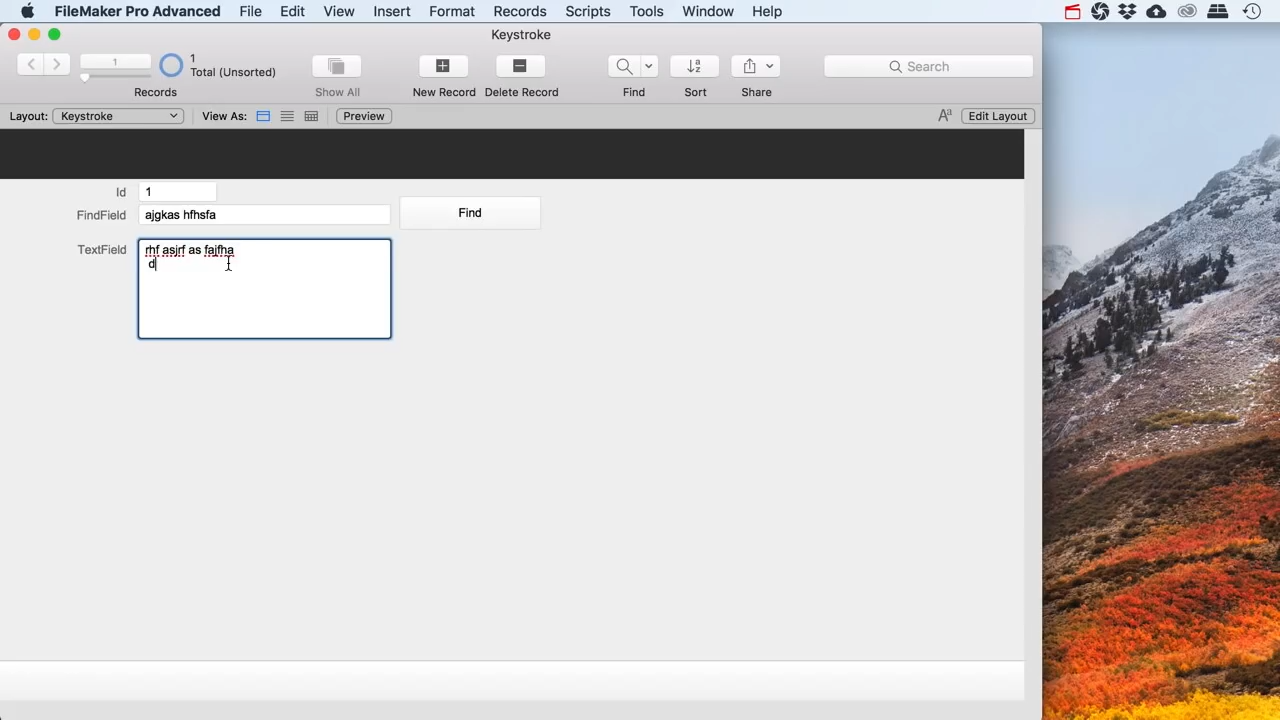 FileMaker Pro Advanced File Edit View Insert Format Records Scripts Tools Window Help
Keystroke
1
1
Total (Unsorted)
Records
Show All
New Record
Delete Record
Find
Sort
Share
Search
Layout: Keystroke View As: Preview Aa Edit Layout
Id 1
FindField ajgkas hfhsfa
Find
TextField rhf asjrf as fajfha
d